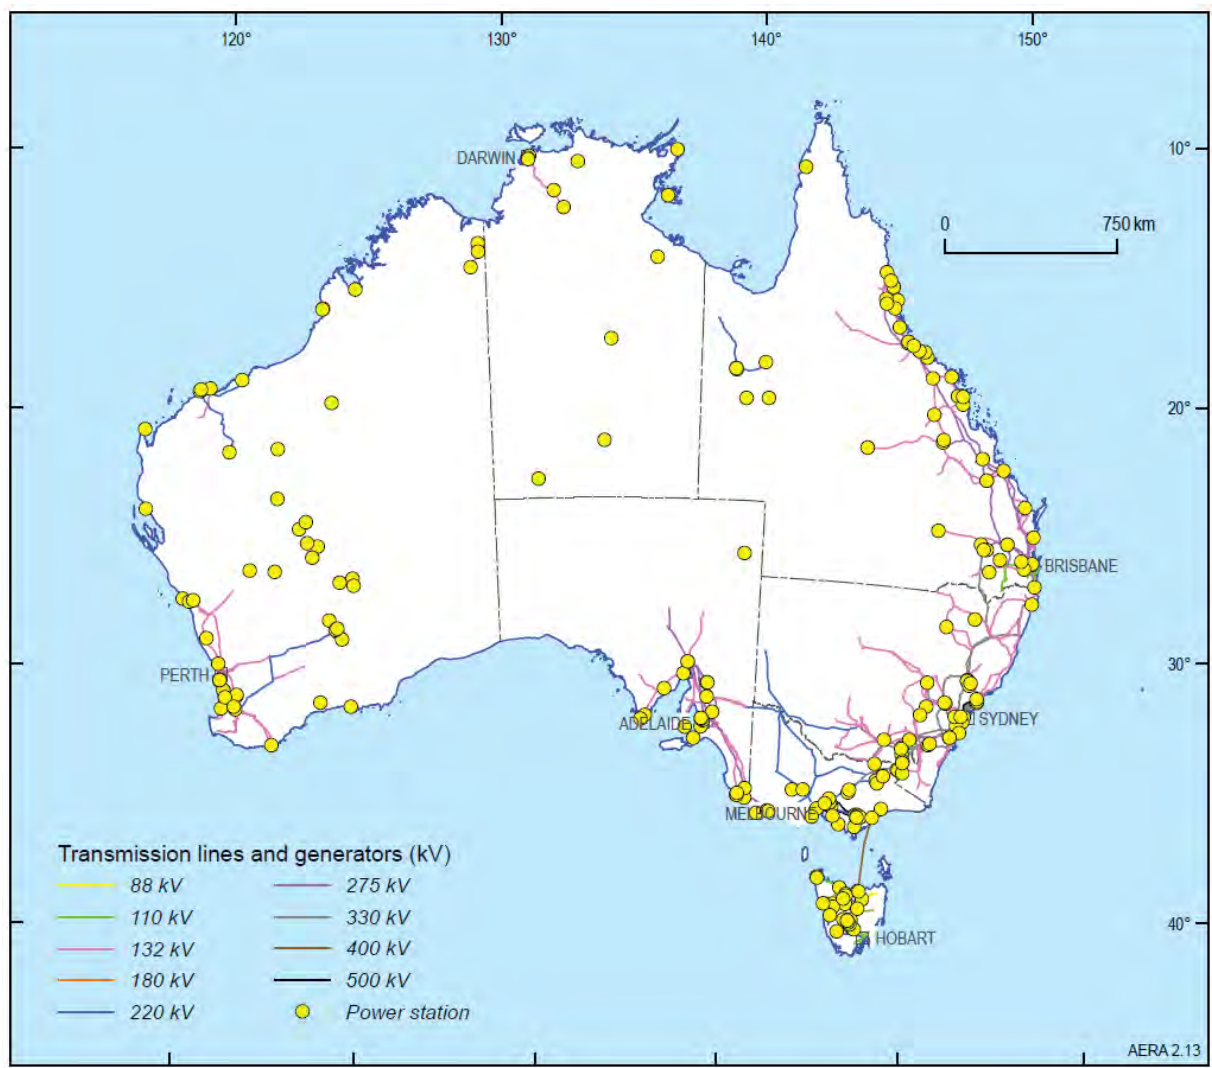 120° 130° 140° 150°
DARWIN
10°
0 750 km
20°
BRISBANE
30°
PERTH
ADELAIDE
SYDNEY
MELBOURNE
Transmission lines and generators (kV)
88 kV 275 kV
110 kV 330 kV
40°
HOBART
132 kV 400 kV
180 kV 500 kV
220 kV Power station
AERA 2.13